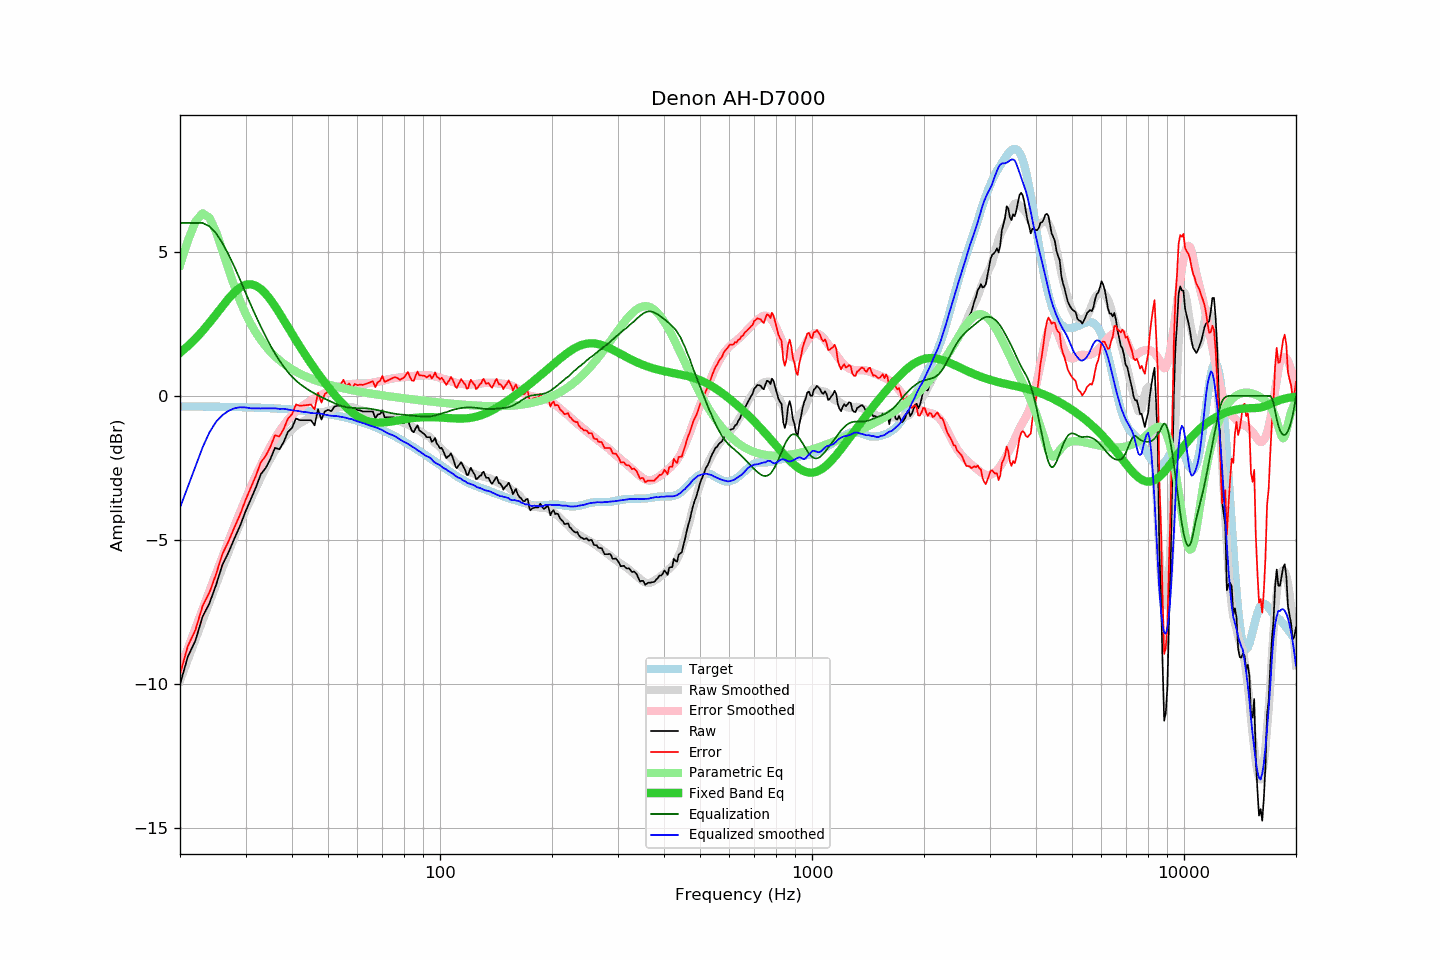 Denon AH-D7000
Amplitude (dBr)
5
0
−5
−10
−15
Target
Raw Smoothed
Error Smoothed
Raw
Error
Parametric Eq
Fixed Band Eq
Equalization
Equalized smoothed
100
1000
10000
Frequency (Hz)